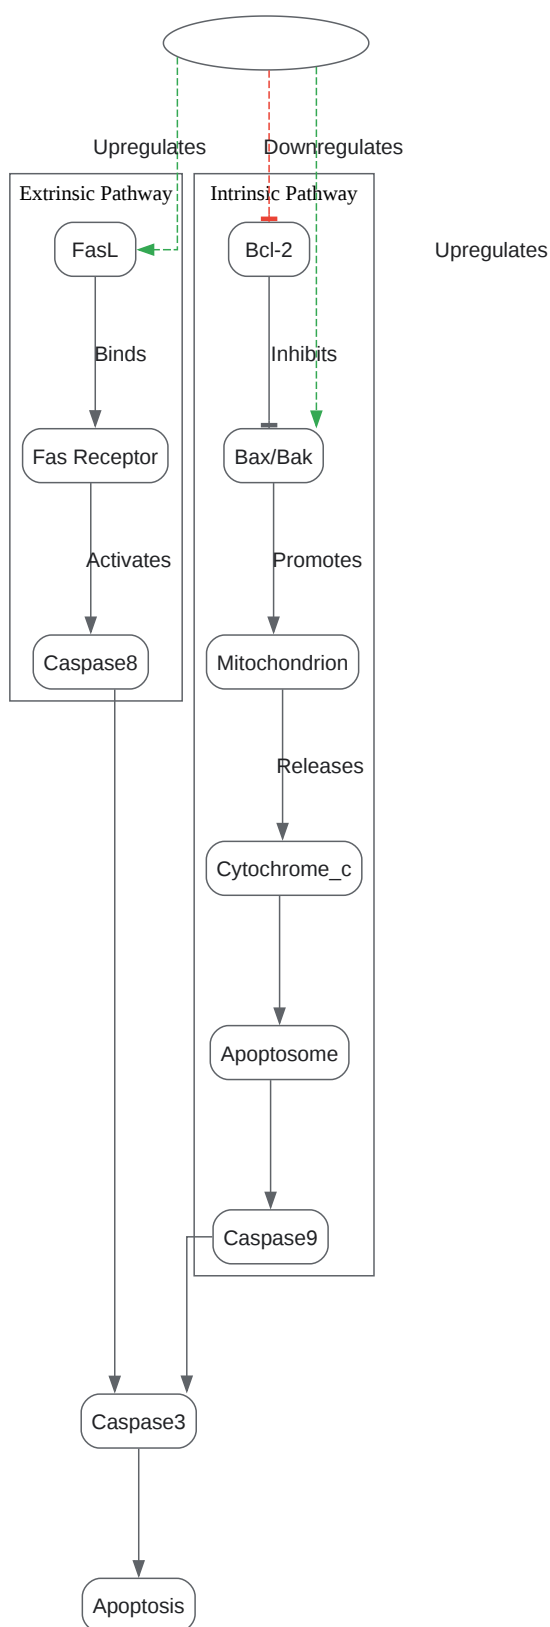 Upregulates
Downregulates
Extrinsic Pathway
Intrinsic Pathway
FasL
Bcl-2
Upregulates
Binds
Inhibits
Fas Receptor
Bax/Bak
Activates
Promotes
Caspase8
Mitochondrion
Releases
Cytochrome_c
Apoptosome
Caspase9
Caspase3
Apoptosis